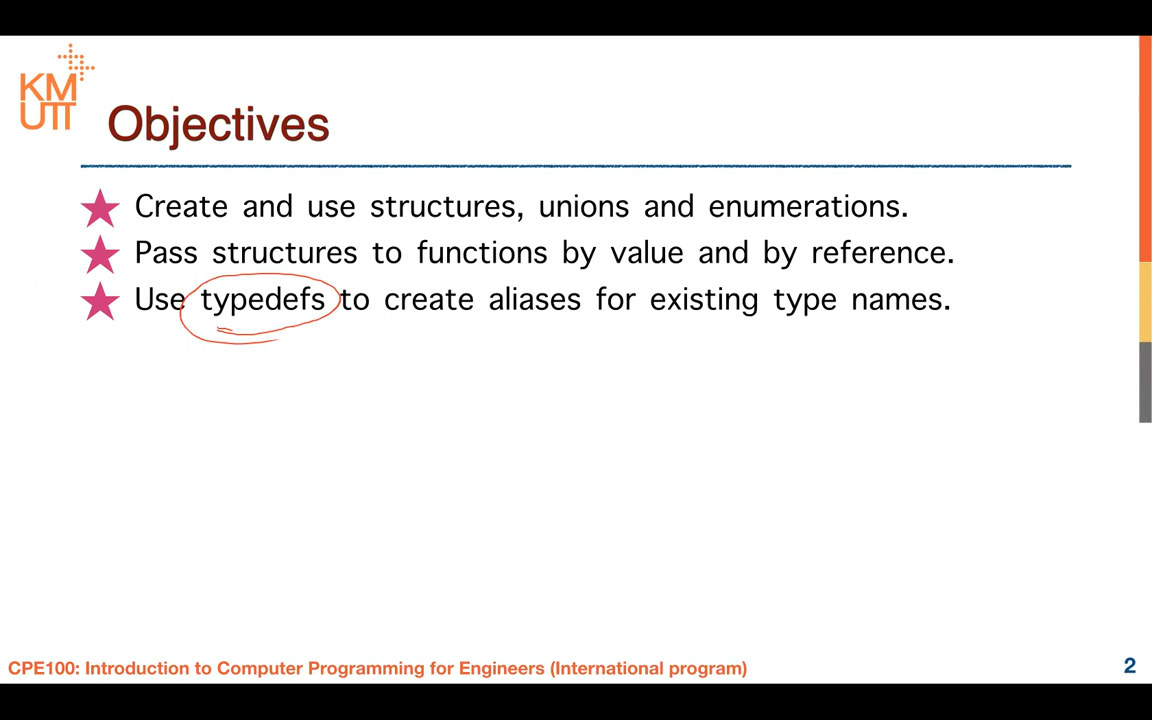 KM
UTT
Objectives
Create and use structures, unions and enumerations.
Pass structures to functions by value and by reference.
Use typedefs to create aliases for existing type names.
CPE100: Introduction to Computer Programming for Engineers (International program)
2